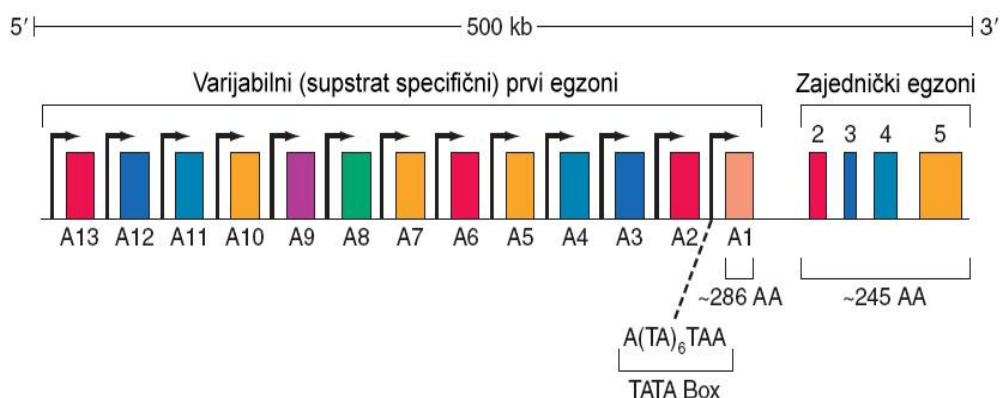 5′ 500 kb 3′
Varijabilni (supstrat specifični) prvi egzoni
Zajednički egzoni
2 3 4 5
A13 A12 A11 A10 A9 A8 A7 A6 A5 A4 A3 A2 A1
~286 AA
~245 AA
A(TA)₆TAA
TATA Box